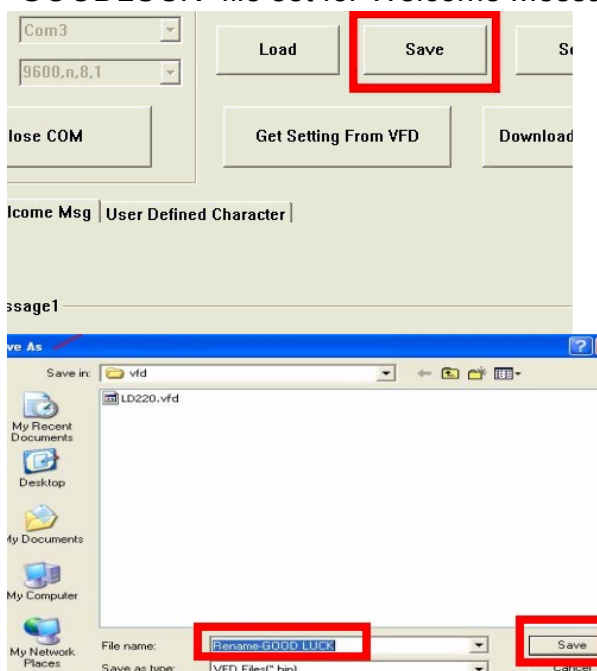 Com3
Load
Save
9600,n,8,1
lose COM
Get Setting From VFD
Download
lcome Msg
User Defined Character
ssage1
ve As
Save in:
vfd
LD220.vfd
My Recent Documents
Desktop
My Documents
My Computer
My Network Places
File name:
Rename-GOOD LUCK
Save
Save as type:
VFD Files(*.bin)
Cancel